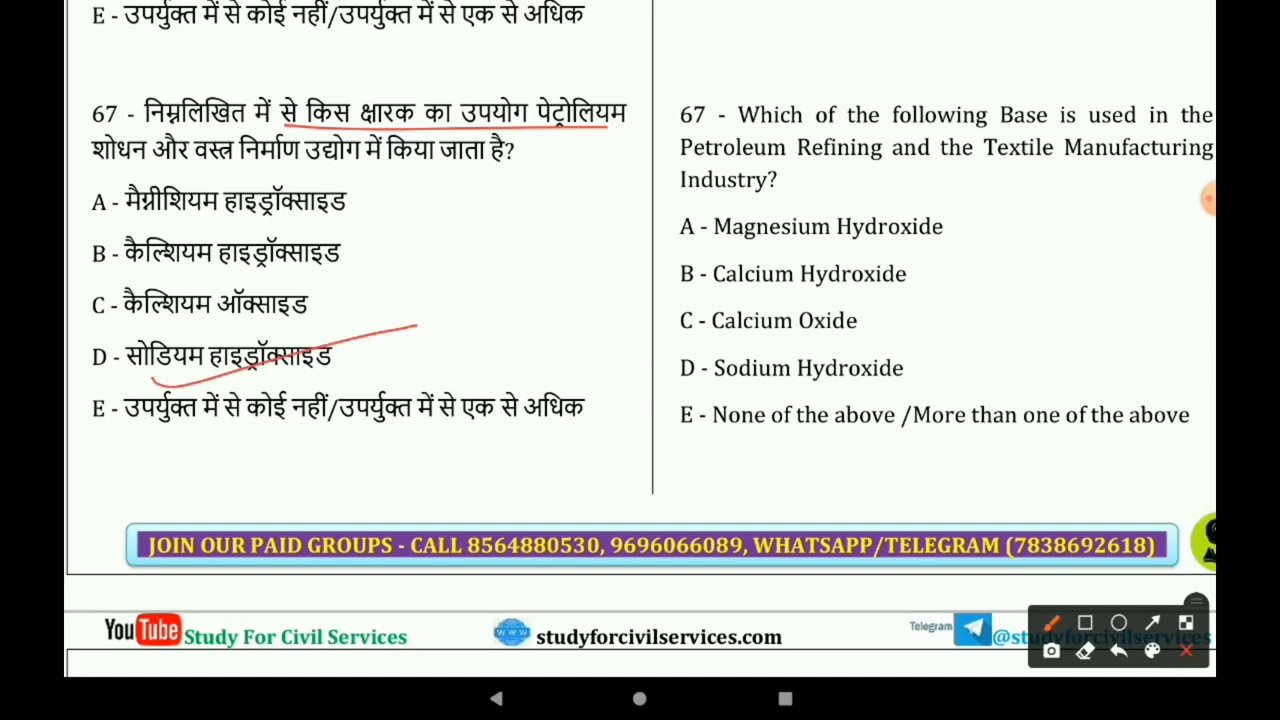 E - उपर्युक्त में से कोई नहीं/उपर्युक्त में से एक से अधिक
67 - निम्नलिखित में से किस क्षारक का उपयोग पेट्रोलियम
शोधन और वस्त्र निर्माण उद्योग में किया जाता है?
A - मैग्नीशियम हाइड्रॉक्साइड
B - कैल्शियम हाइड्रॉक्साइड
C - कैल्शियम ऑक्साइड
D - सोडियम हाइड्रॉक्साइड
E - उपर्युक्त में से कोई नहीं/उपर्युक्त में से एक से अधिक
67 - Which of the following Base is used in the
Petroleum Refining and the Textile Manufacturing
Industry?
A - Magnesium Hydroxide
B - Calcium Hydroxide
C - Calcium Oxide
D - Sodium Hydroxide
E - None of the above /More than one of the above
JOIN OUR PAID GROUPS - CALL 8564880530, 9696066089, WHATSAPP/TELEGRAM (7838692618)
YouTube Study For Civil Services
www studyforcivilservices.com
Telegram @studyforcivilservices